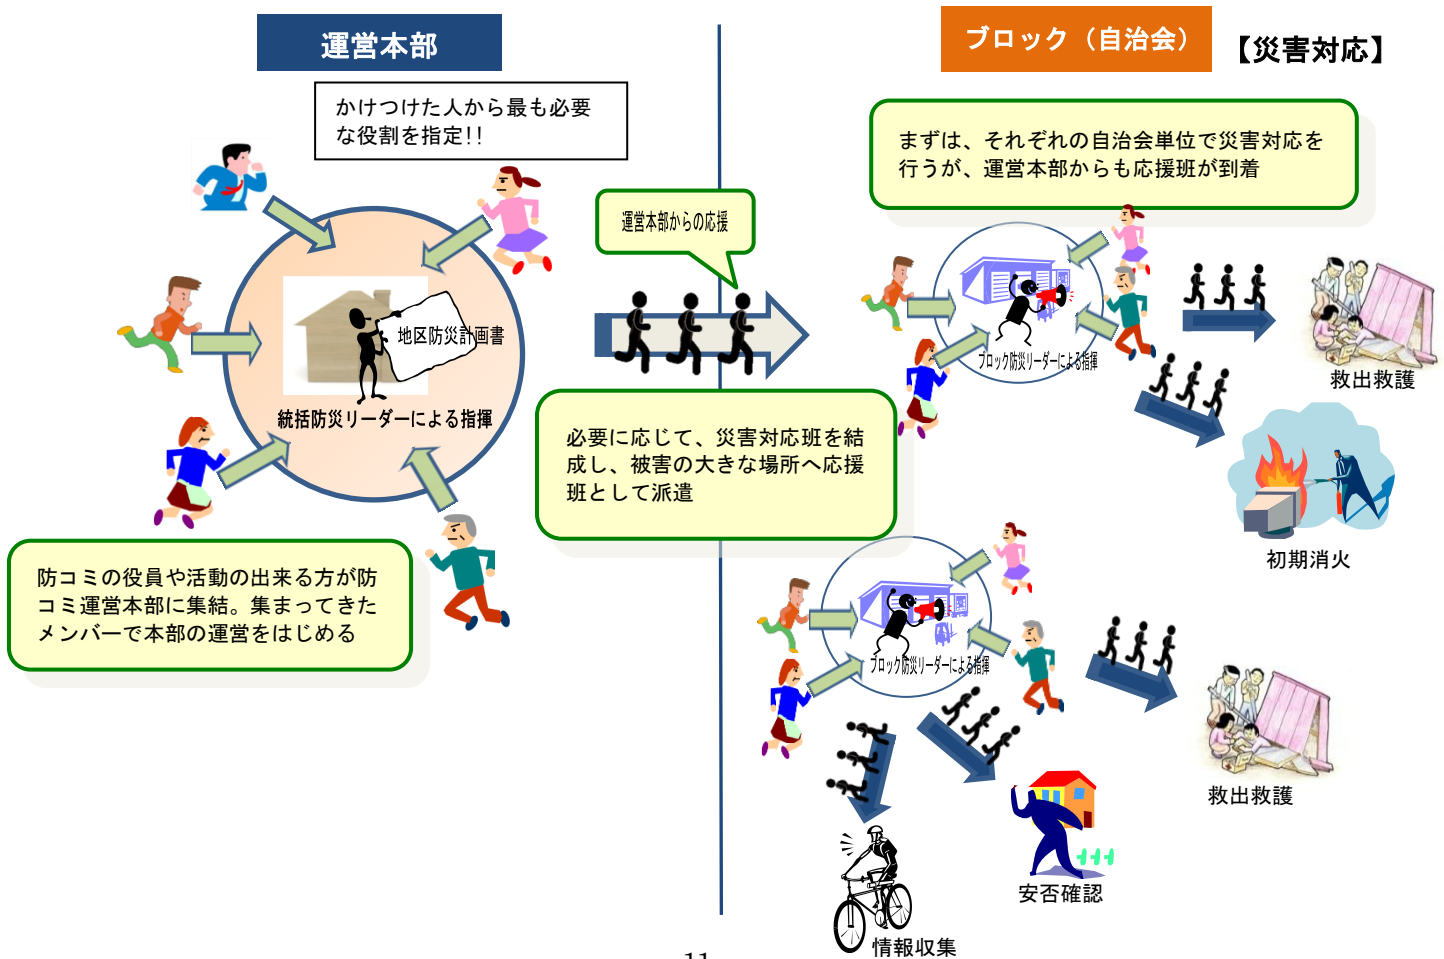 運営本部
ブロック（自治会）
【災害対応】
かけつけた人から最も必要
な役割を指定!!
まずは、それぞれの自治会単位で災害対応を
行うが、運営本部からも応援班が到着
運営本部からの応援
地区防災計画書
統括防災リーダーによる指揮
ブロック防災リーダーによる指揮
救出救護
必要に応じて、災害対応班を結
成し、被害の大きな場所へ応援
班として派遣
初期消火
防コミの役員や活動の出来る方が防
コミ運営本部に集結。集まってきた
メンバーで本部の運営をはじめる
ブロック防災リーダーによる指揮
救出救護
安否確認
情報収集
11